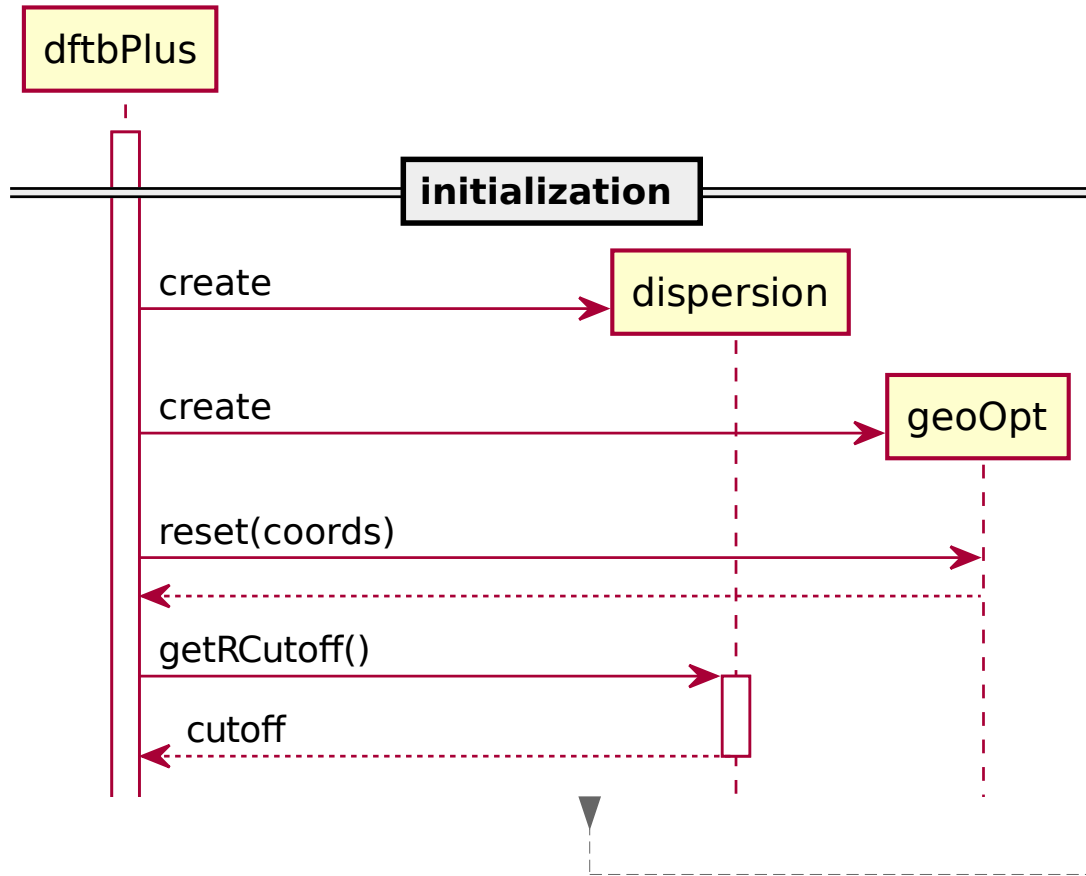 dftbPlus
initialization
create
dispersion
create
geoOpt
reset(coords)
getRCutoff()
cutoff